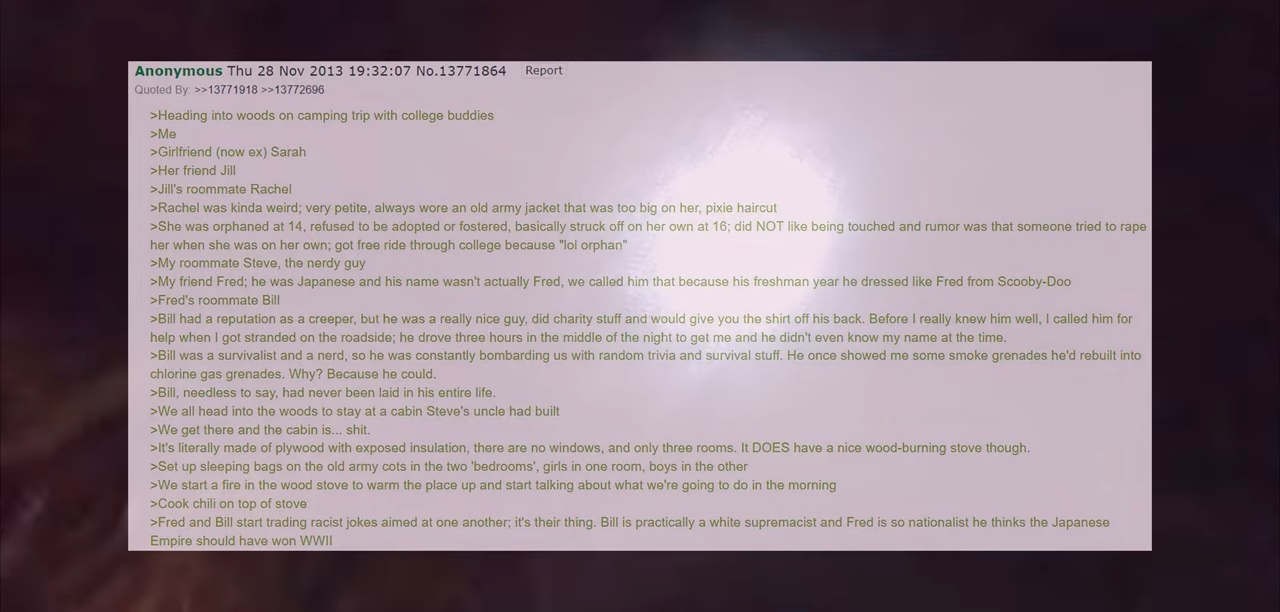 Anonymous Thu 28 Nov 2013 19:32:07 No.13771864 Report
Quoted By: >>13771918 >>13772696
>Heading into woods on camping trip with college buddies
>Me
>Girlfriend (now ex) Sarah
>Her friend Jill
>Jill's roommate Rachel
>Rachel was kinda weird; very petite, always wore an old army jacket that was too big on her, pixie haircut
>She was orphaned at 14, refused to be adopted or fostered, basically struck off on her own at 16; did NOT like being touched and rumor was that someone tried to rape
her when she was on her own; got free ride through college because "lol orphan"
>My roommate Steve, the nerdy guy
>My friend Fred; he was Japanese and his name wasn't actually Fred, we called him that because his freshman year he dressed like Fred from Scooby-Doo
>Fred's roommate Bill
>Bill had a reputation as a creeper, but he was a really nice guy, did charity stuff and would give you the shirt off his back. Before I really knew him well, I called him for
help when I got stranded on the roadside; he drove three hours in the middle of the night to get me and he didn't even know my name at the time.
>Bill was a survivalist and a nerd, so he was constantly bombarding us with random trivia and survival stuff. He once showed me some smoke grenades he'd rebuilt into
chlorine gas grenades. Why? Because he could.
>Bill, needless to say, had never been laid in his entire life.
>We all head into the woods to stay at a cabin Steve's uncle had built
>We get there and the cabin is... shit.
>It's literally made of plywood with exposed insulation, there are no windows, and only three rooms. It DOES have a nice wood-burning stove though.
>Set up sleeping bags on the old army cots in the two 'bedrooms', girls in one room, boys in the other
>We start a fire in the wood stove to warm the place up and start talking about what we're going to do in the morning
>Cook chili on top of stove
>Fred and Bill start trading racist jokes aimed at one another; it's their thing. Bill is practically a white supremacist and Fred is so nationalist he thinks the Japanese
Empire should have won WWII